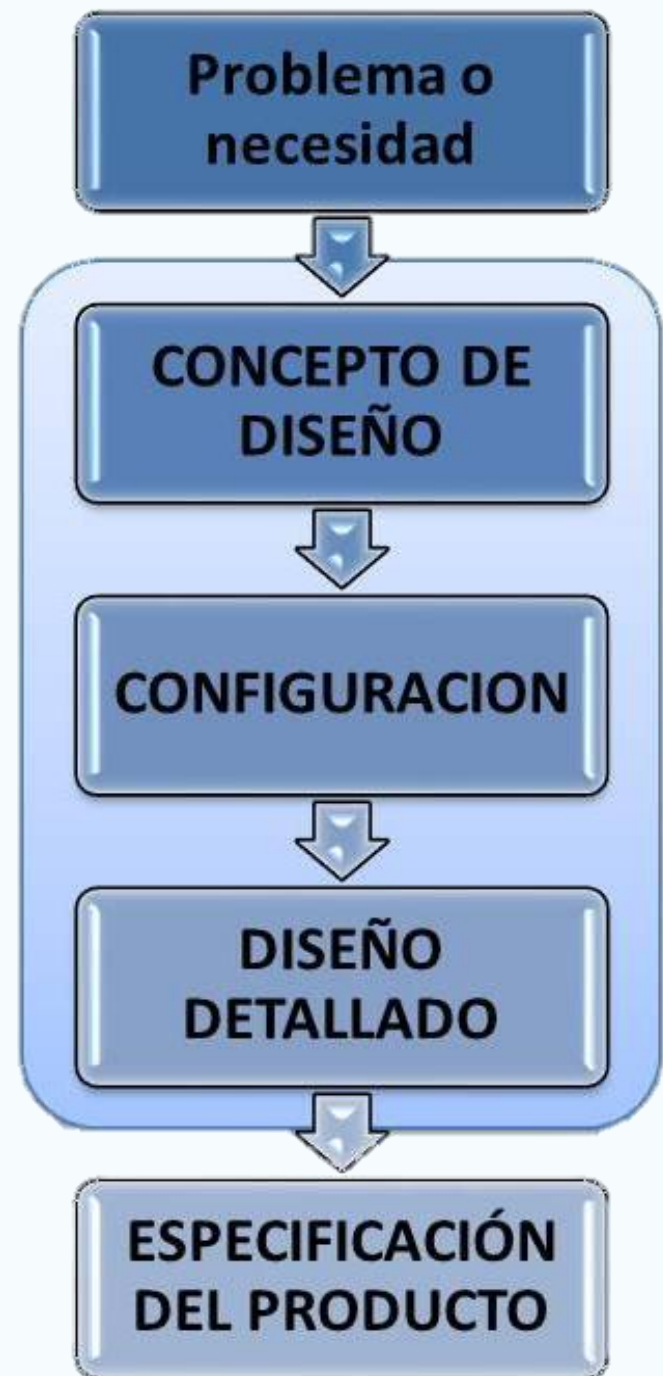 Problema o
necesidad
CONCEPTO DE
DISEÑO
CONFIGURACION
DISEÑO
DETALLADO
ESPECIFICACIÓN
DEL PRODUCTO